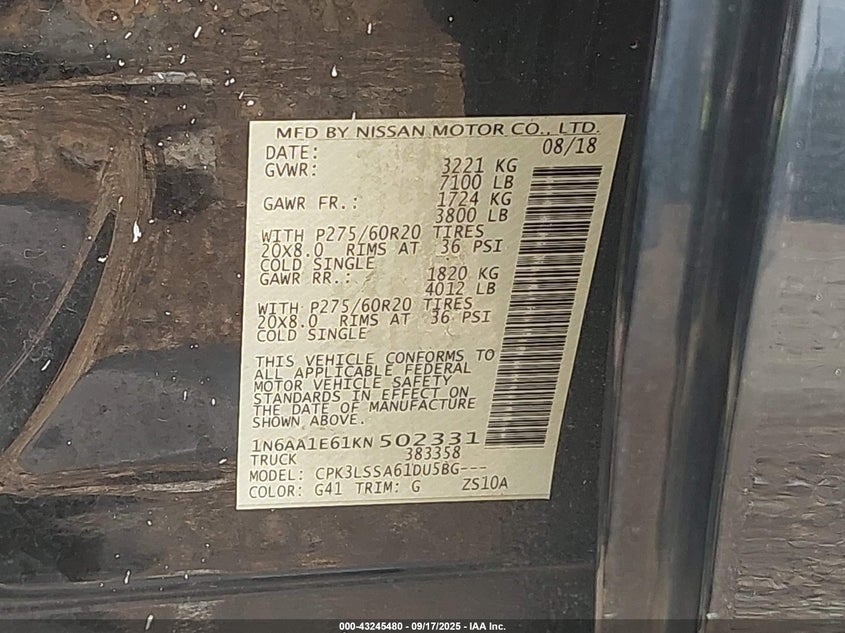 MFD BY NISSAN MOTOR CO., LTD.
DATE: 08/18
GVWR: 3221 KG
7100 LB
GAWR FR.: 1724 KG
3800 LB
WITH P275/60R20 TIRES
20X8.0 RIMS AT 36 PSI
COLD SINGLE
GAWR RR.: 1820 KG
4012 LB
WITH P275/60R20 TIRES
20X8.0 RIMS AT 36 PSI
COLD SINGLE
THIS VEHICLE CONFORMS TO
ALL APPLICABLE FEDERAL
MOTOR VEHICLE SAFETY
STANDARDS IN EFFECT ON
THE DATE OF MANUFACTURE
SHOWN ABOVE.
1N6AA1E61KN502331
TRUCK 383358
MODEL: CPK3LSSA61DU5BG---
COLOR: G41 TRIM: G ZS10A
000-43245480 - 09/17/2025 - IAA Inc.